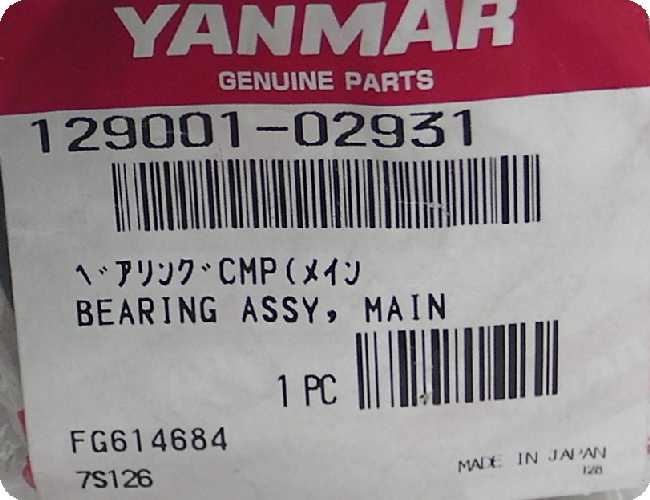 YANMAR
GENUINE PARTS
129001-02931
ﾍﾞｱﾘﾝｸﾞCMP(ﾒｲﾝ
BEARING ASSY, MAIN
1 PC
FG614684
7S126
MADE IN JAPAN
128